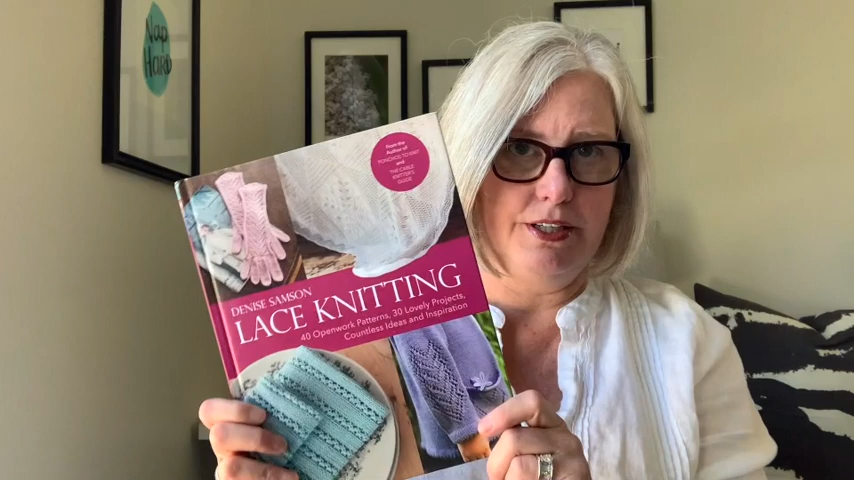 Nap
Hard
From the
Author of
PONCHOS TO KNIT
and
THE CABLE
KNITTER'S
GUIDE
DENISE SAMSON
LACE KNITTING
40 Openwork Patterns, 30 Lovely Projects,
Countless Ideas and Inspiration